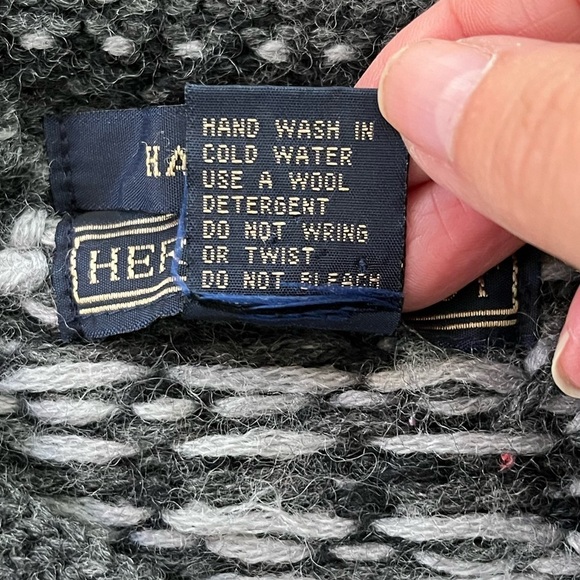 HAND WASH IN
COLD WATER
USE A WOOL
DETERGENT
DO NOT WRING
OR TWIST
DO NOT BLEACH